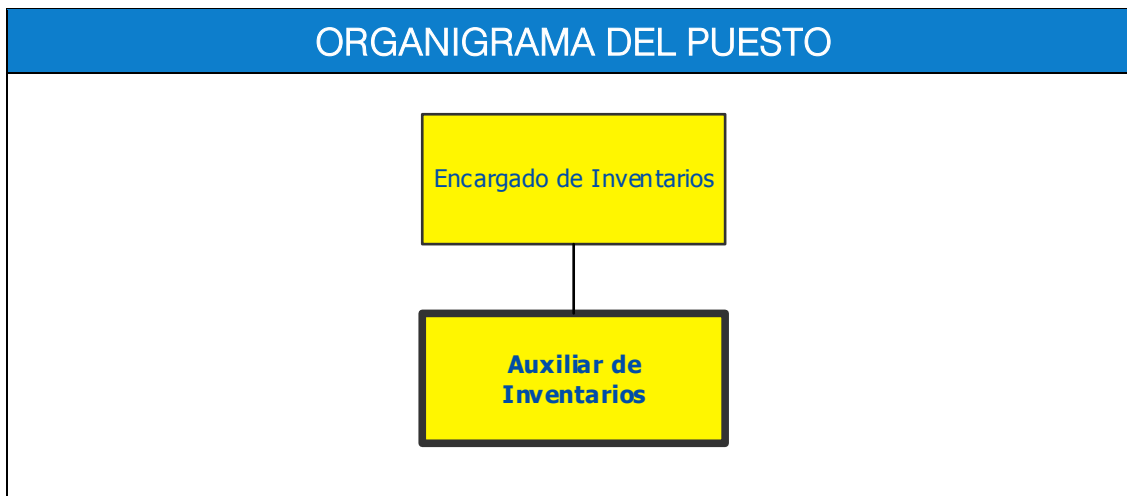 ORGANIGRAMA DEL PUESTO
Encargado de Inventarios
Auxiliar de
Inventarios